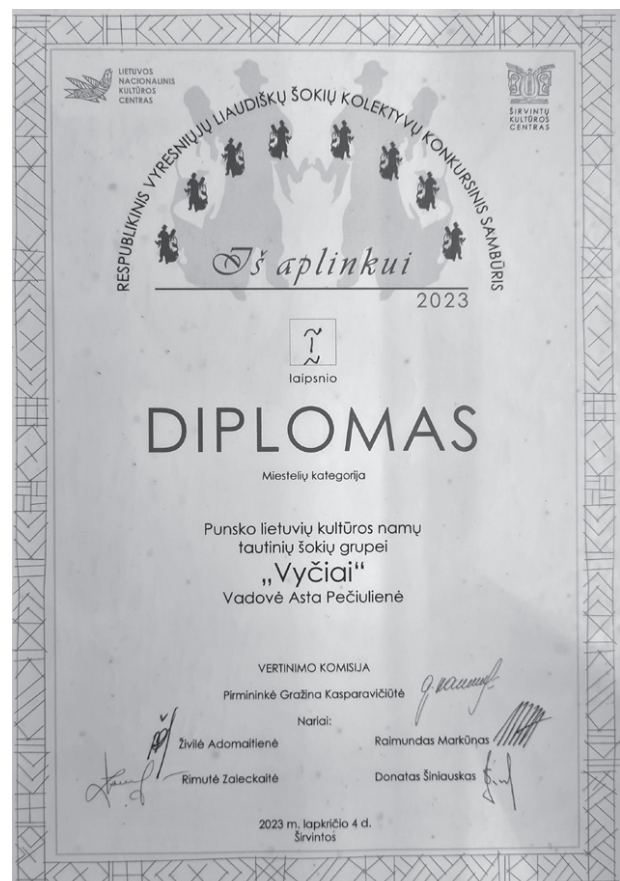 LIETUVOS
NACIONALINIS
KULTŪROS
CENTRAS
ŠIRVINTŲ
KULTŪROS
CENTRAS
RESPUBLIKINIS VYRESNIŲJŲ LIAUDIŠKŲ ŠOKIŲ KOLEKTYVŲ KONKURSINIS SAMBŪRIS
Iš aplinkui
2023
I
laipsnio
DIPLOMAS
Miestelių kategorija
Punsko lietuvių kultūros namų
tautinių šokių grupei
„Vyčiai“
Vadovė Asta Pečiulienė
VERTINIMO KOMISIJA
Pirmininkė Gražina Kasparavičiūtė
Nariai:
Živilė Adomaitienė
Raimundas Markūnas
Rimutė Zaleckaitė
Donatas Šiniauskas
2023 m. lapkričio 4 d.
Širvintos